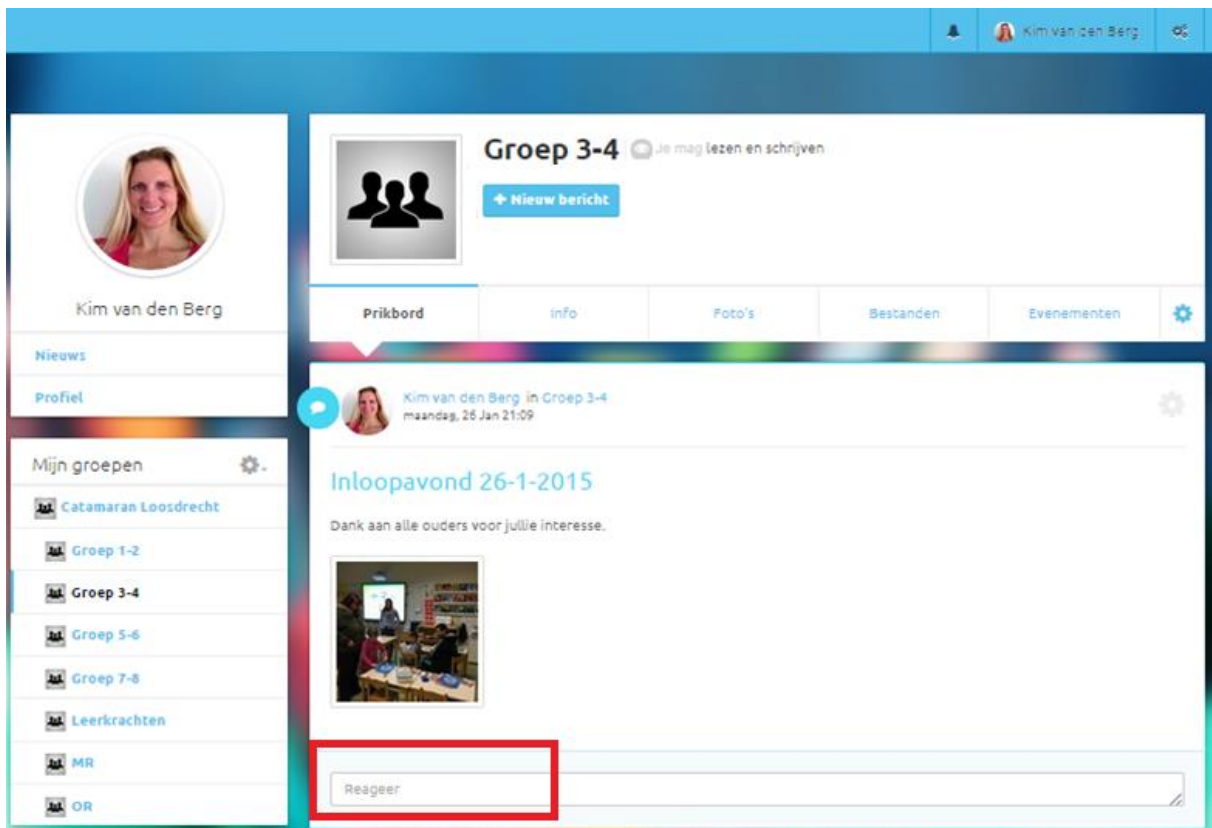 Kim van den Berg
Kim van den Berg
Nieuws
Profiel
Mijn groepen
Catamaran Loosdrecht
Groep 1-2
Groep 3-4
Groep 5-6
Groep 7-8
Leerkrachten
MR
OR
Groep 3-4 Je mag lezen en schrijven
+ Nieuw bericht
Prikbord Info Foto's Bestanden Evenementen
Kim van den Berg in Groep 3-4
maandag, 26 Jan 21:09
Inloopavond 26-1-2015
Dank aan alle ouders voor jullie interesse.
Reageer